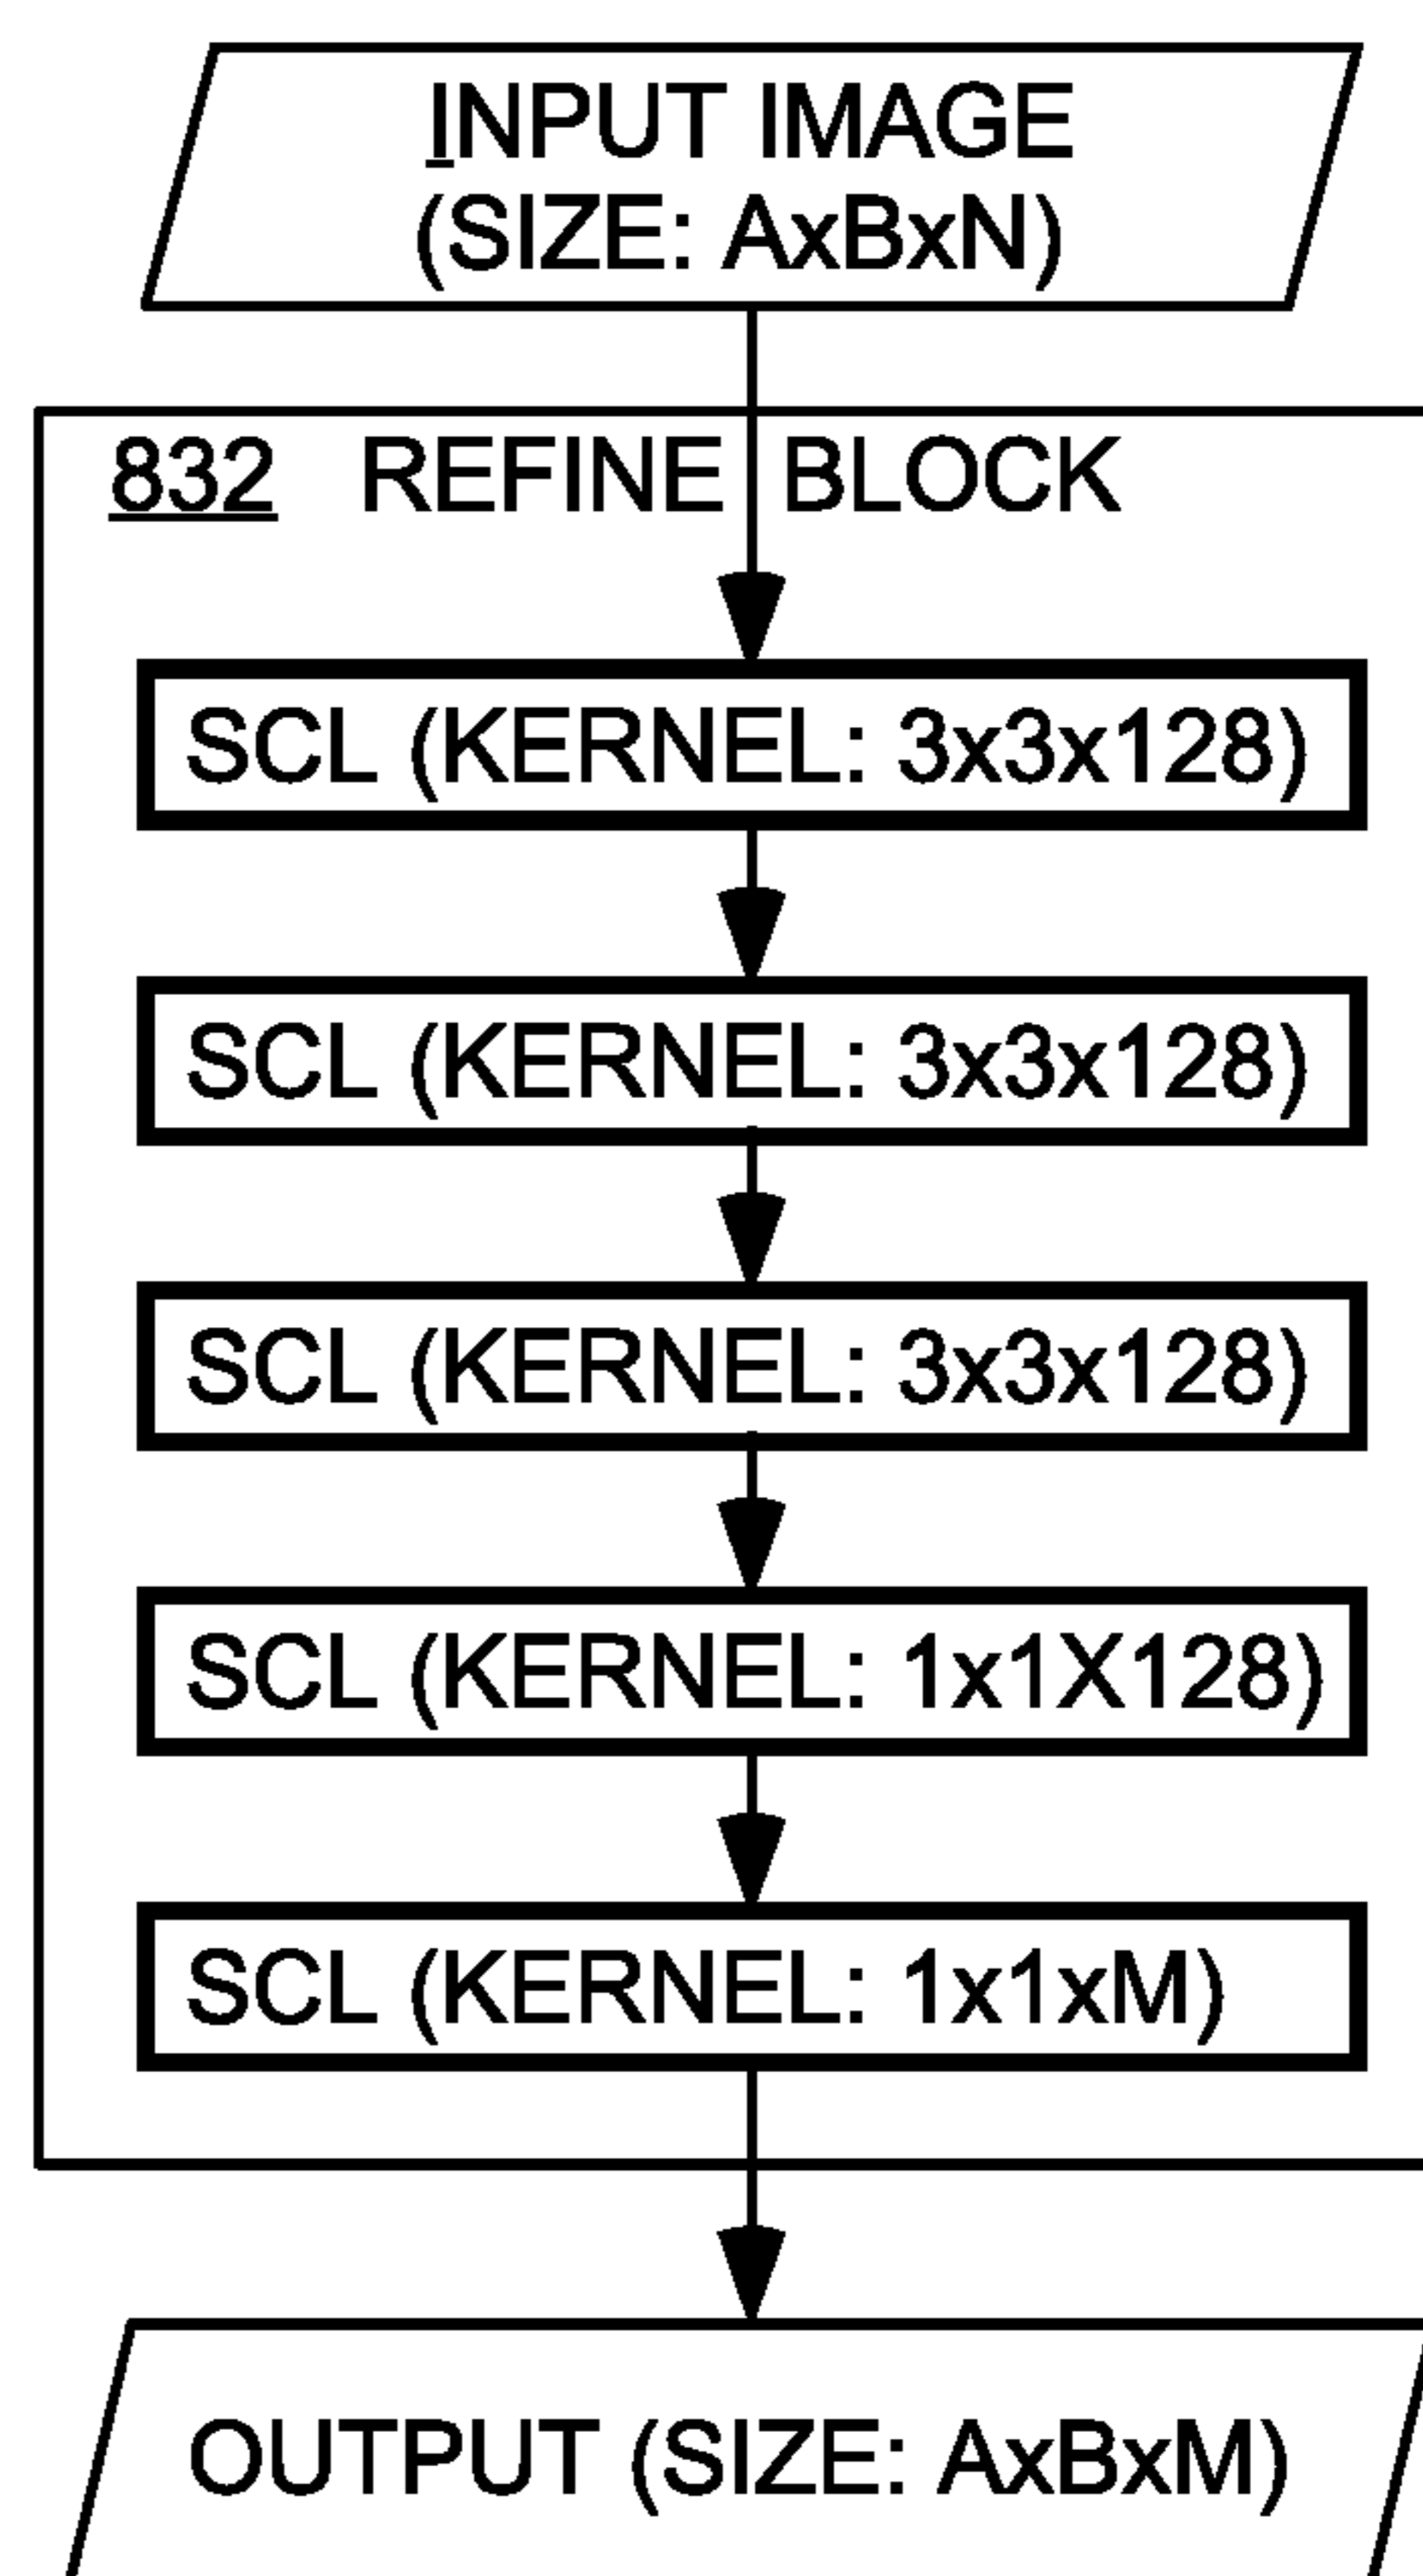 INPUT IMAGE
(SIZE: AxBxN)
832 REFINE BLOCK
SCL (KERNEL: 3x3x128)
SCL (KERNEL: 3x3x128)
SCL (KERNEL: 3x3x128)
SCL (KERNEL: 1x1X128)
SCL (KERNEL: 1x1xM)
OUTPUT (SIZE: AxBxM)